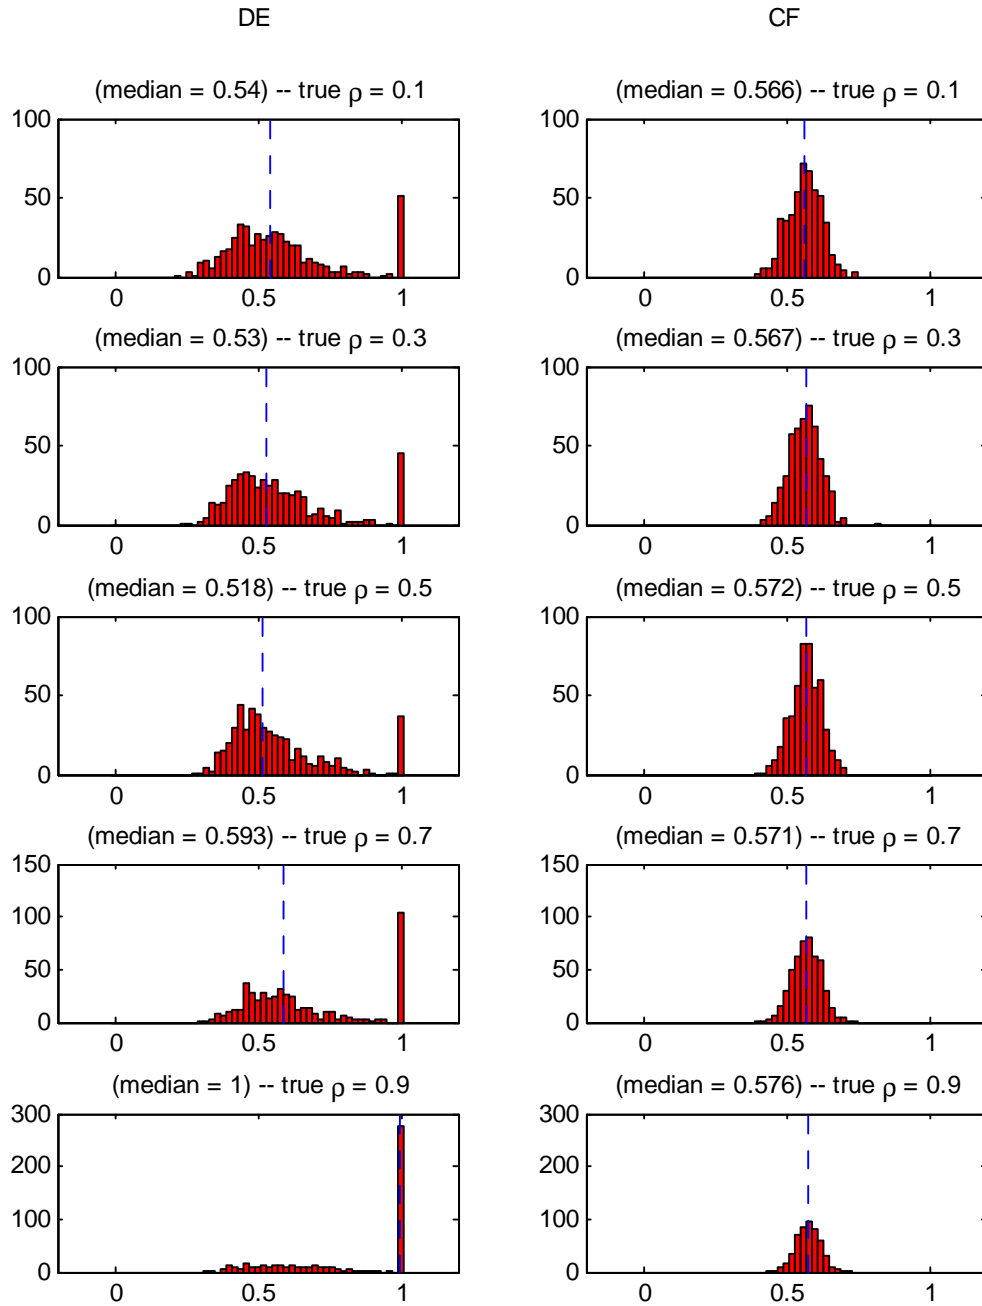 DE CF
(median = 0.54) -- true ρ = 0.1 (median = 0.566) -- true ρ = 0.1
100 100
50 50
0 0
0 0.5 1 0 0.5 1
(median = 0.53) -- true ρ = 0.3 (median = 0.567) -- true ρ = 0.3
100 100
50 50
0 0
0 0.5 1 0 0.5 1
(median = 0.518) -- true ρ = 0.5 (median = 0.572) -- true ρ = 0.5
100 100
50 50
0 0
0 0.5 1 0 0.5 1
(median = 0.593) -- true ρ = 0.7 (median = 0.571) -- true ρ = 0.7
150 150
100 100
50 50
0 0
0 0.5 1 0 0.5 1
(median = 1) -- true ρ = 0.9 (median = 0.576) -- true ρ = 0.9
300 300
200 200
100 100
0 0
0 0.5 1 0 0.5 1